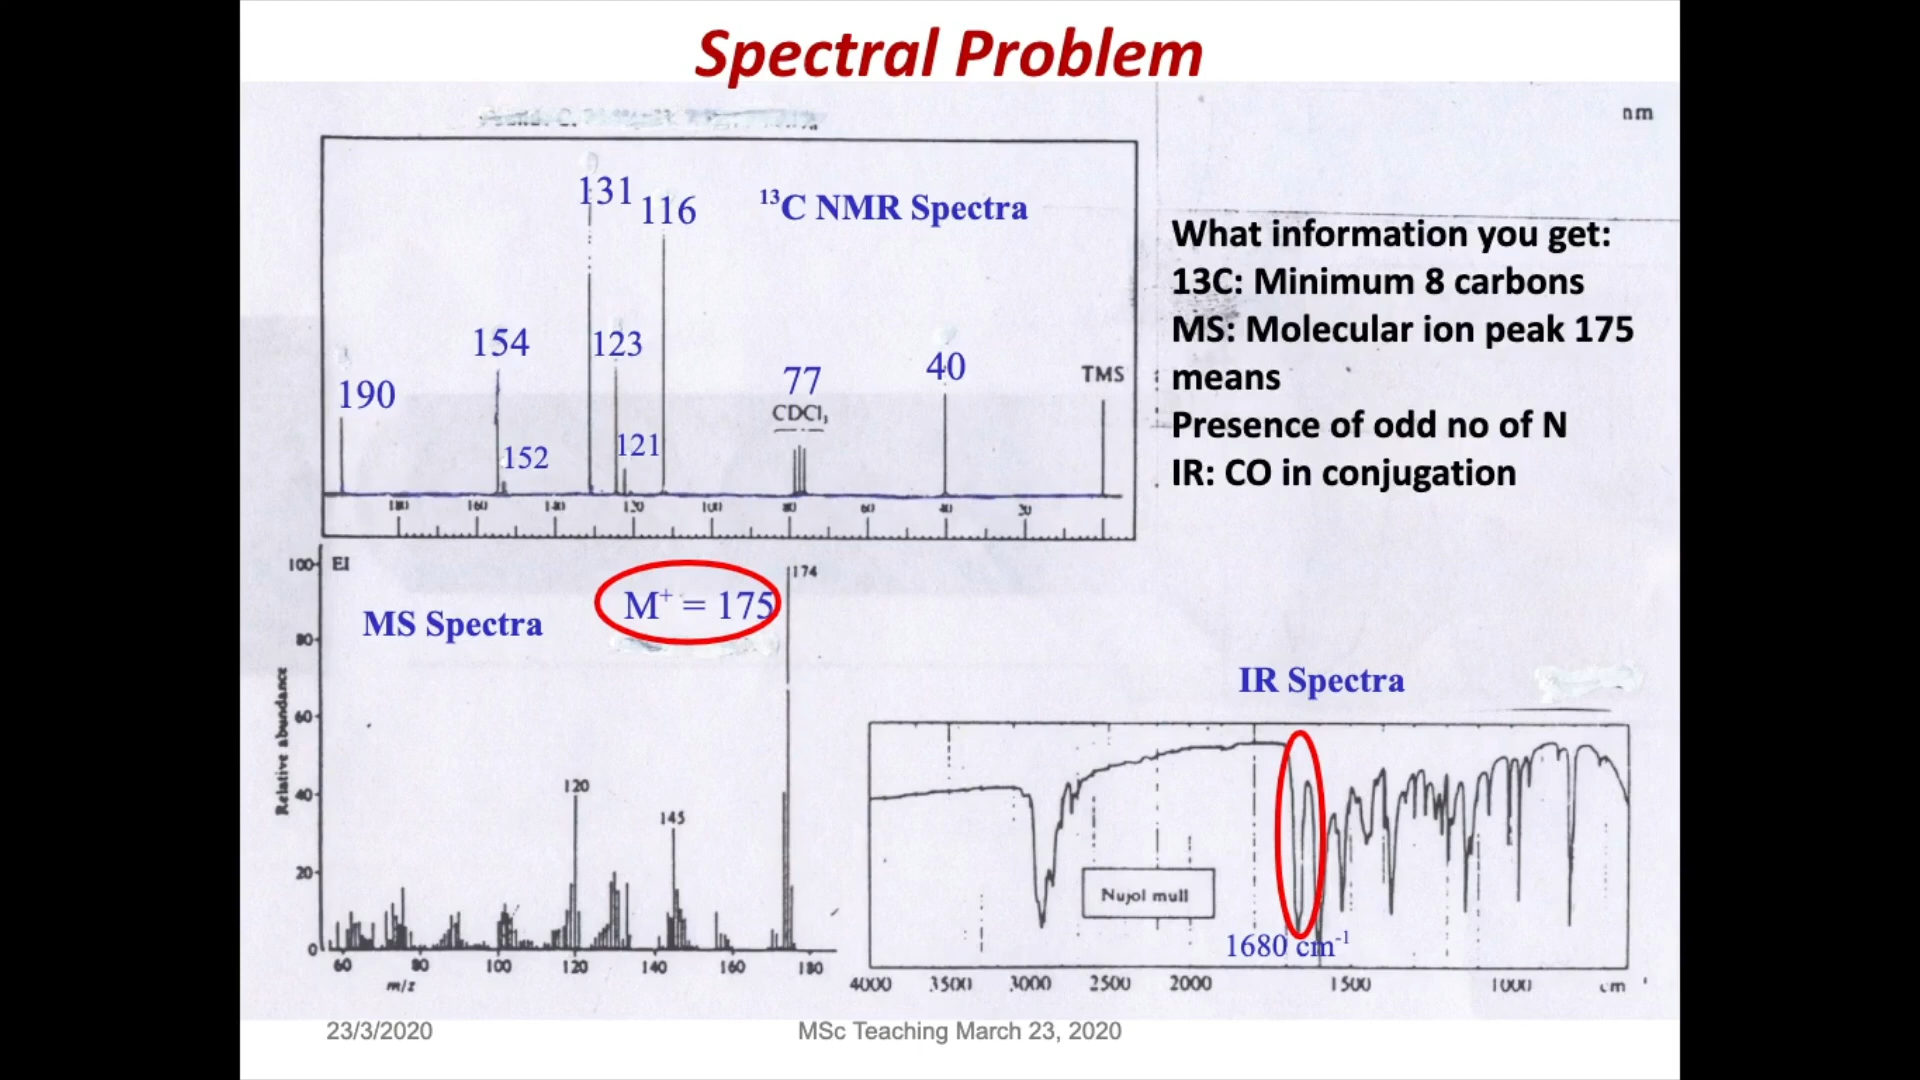 Spectral Problem
nm
131
116
13C NMR Spectra
154
123
190
152
121
77
CDCl3
40
TMS
180 160 140 120 100 80 60 40 20
What information you get:
13C: Minimum 8 carbons
MS: Molecular ion peak 175
means
Presence of odd no of N
IR: CO in conjugation
EI
174
M+ = 175
MS Spectra
100
80
60
40
20
0
Relative abundance
120
145
60 80 100 120 140 160 180
m/z
IR Spectra
Nujol mull
1680 cm-1
4000 3500 3000 2500 2000 1500 1000 cm-1
23/3/2020
MSc Teaching March 23, 2020